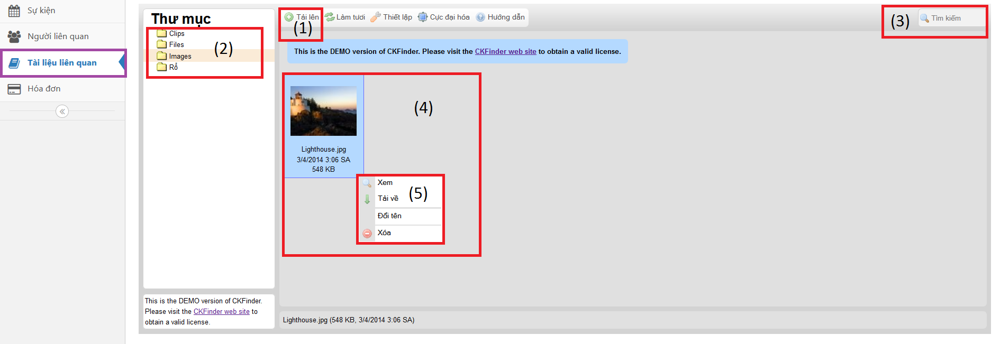 Sự kiện
Người liên quan
Tài liệu liên quan
Hóa đơn
Thư mục
Clips
Files
Images
Rổ
(2)
This is the DEMO version of CKFinder.
Please visit the CKFinder web site to
obtain a valid license.
Tải lên Làm tươi Thiết lập Cực đại hóa Hướng dẫn
(1)
(3) Tìm kiếm
This is the DEMO version of CKFinder. Please visit the CKFinder web site to obtain a valid license.
(4)
Lighthouse.jpg
3/4/2014 3:06 SA
548 KB
Xem
Tải về
(5)
Đổi tên
Xóa
Lighthouse.jpg (548 KB, 3/4/2014 3:06 SA)